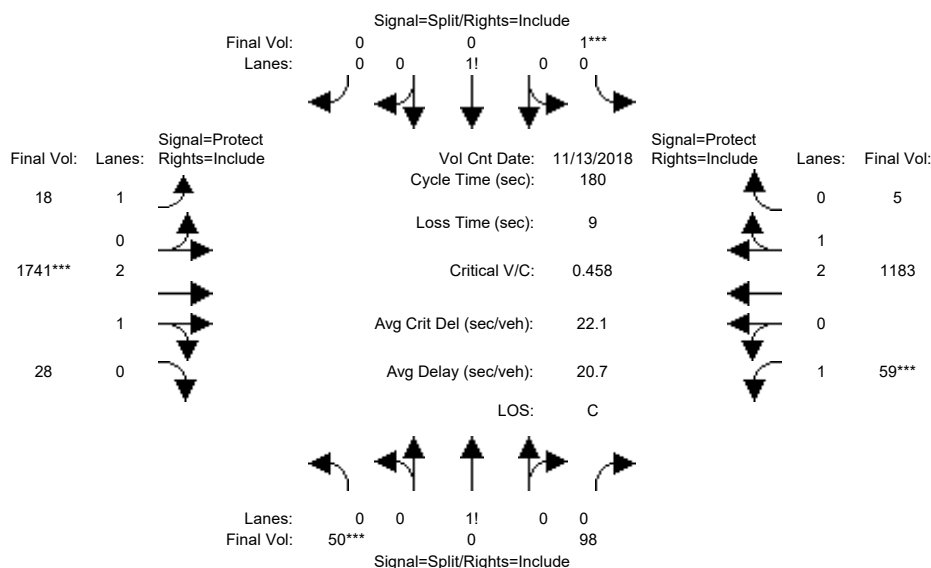 Signal=Split/Rights=Include
Final Vol: 0 0 1***
Lanes: 0 0 1! 0 0
Signal=Protect Signal=Protect
Final Vol: Lanes: Rights=Include Vol Cnt Date: 11/13/2018 Rights=Include Lanes: Final Vol:
Cycle Time (sec): 180
18 1 0 5
Loss Time (sec): 9
0 1
1741*** 2 Critical V/C: 0.458 2 1183
1 Avg Crit Del (sec/veh): 22.1 0
28 0 Avg Delay (sec/veh): 20.7 1 59***
LOS: C
Lanes: 0 0 1! 0 0
Final Vol: 50*** 0 98
Signal=Split/Rights=Include